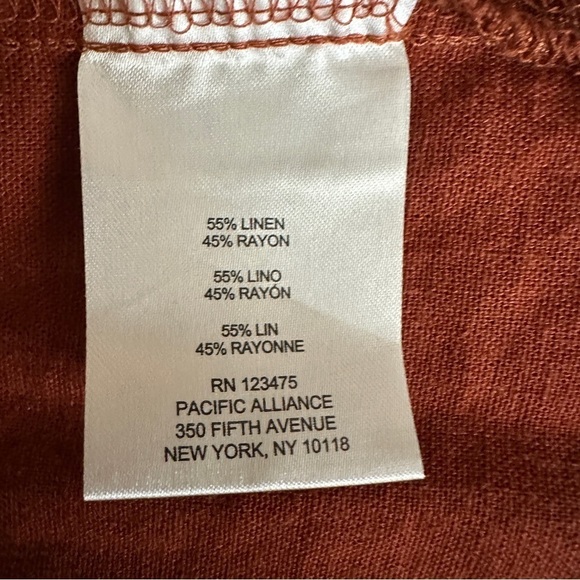 55% LINEN
45% RAYON
55% LINO
45% RAYÓN
55% LIN
45% RAYONNE
RN 123475
PACIFIC ALLIANCE
350 FIFTH AVENUE
NEW YORK, NY 10118